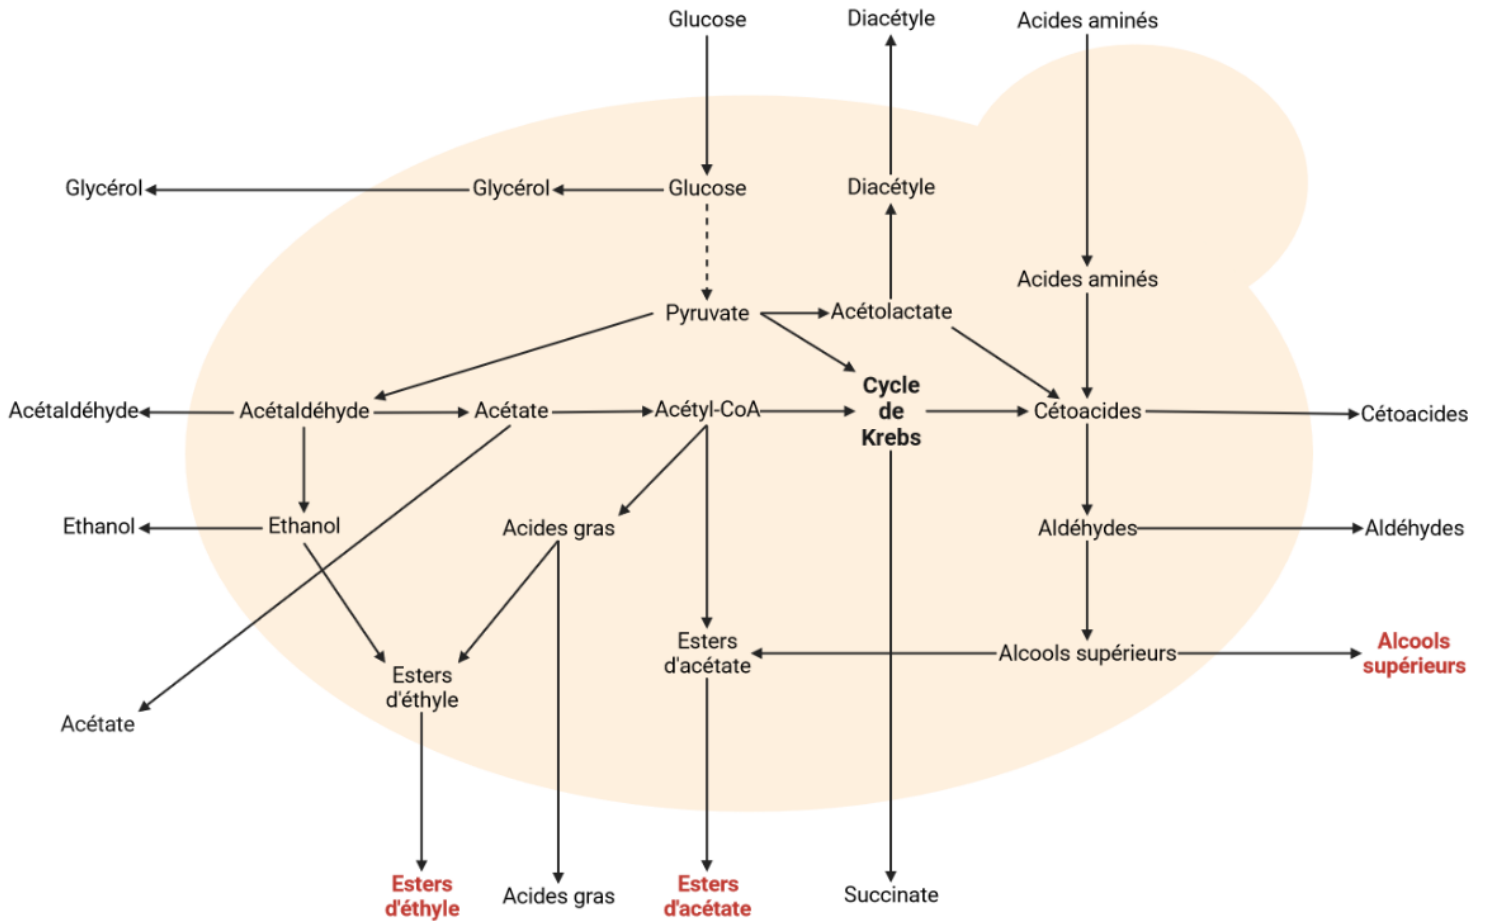 Glucose
Diacétyle
Acides aminés
Glycérol
Glycérol
Glucose
Diacétyle
Acides aminés
Pyruvate
Acétolactate
Cycle
de
Krebs
Acétaldéhyde
Acétaldéhyde
Acétate
Acétyl-CoA
Cétoacides
Cétoacides
Ethanol
Ethanol
Acides gras
Aldéhydes
Aldéhydes
Esters
d'acétate
Alcools supérieurs
Alcools
supérieurs
Esters
d'éthyle
Acétate
Esters
d'éthyle
Acides gras
Esters
d'acétate
Succinate